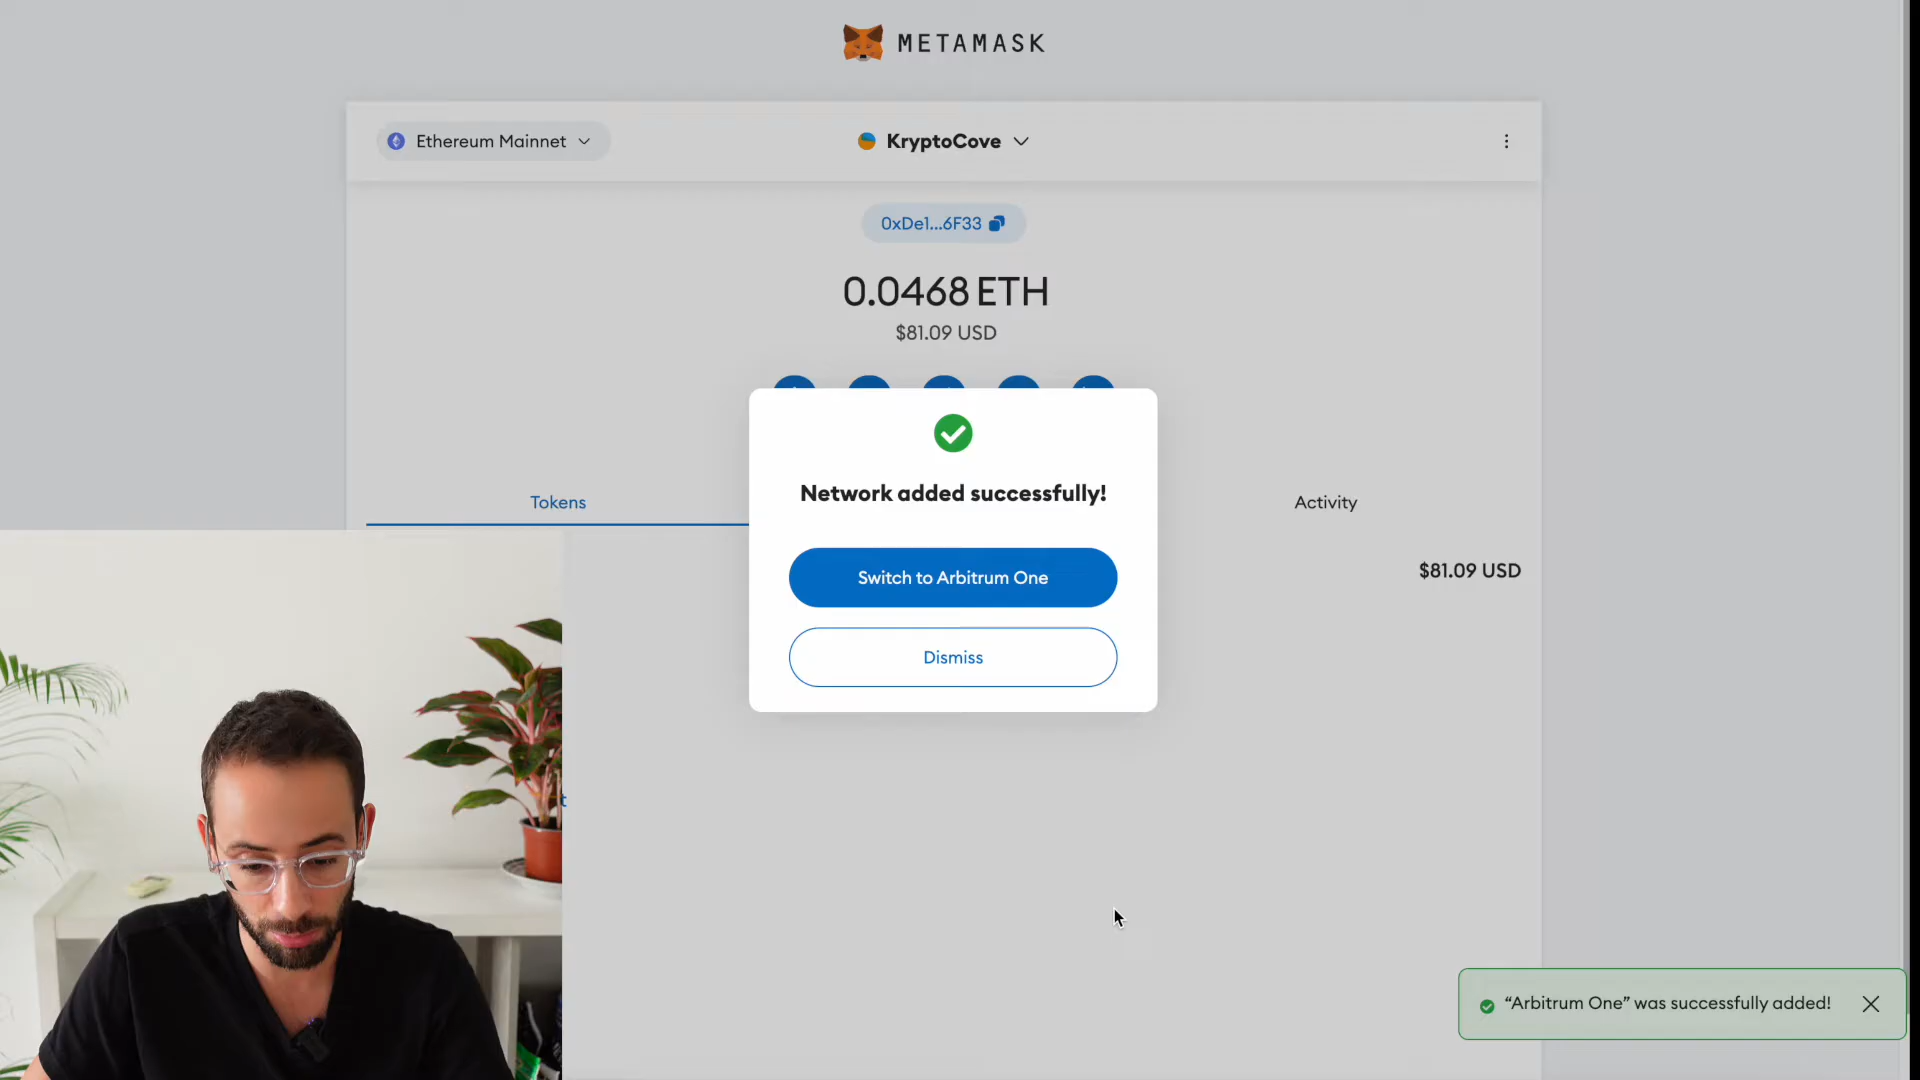 METAMASK
Ethereum Mainnet
KryptoCove
0xDe1...6F33
0.0468 ETH
$81.09 USD
Network added successfully!
Tokens
Activity
Switch to Arbitrum One
$81.09 USD
Dismiss
“Arbitrum One” was successfully added!